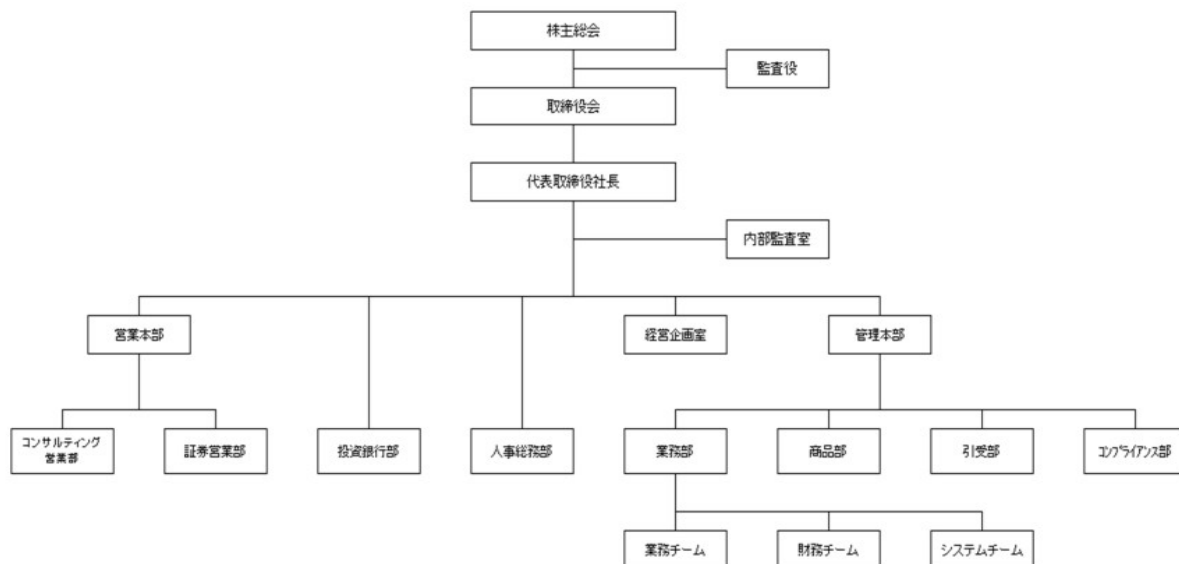 株主総会
監査役
取締役会
代表取締役社長
内部監査室
営業本部
経営企画室
管理本部
コンサルティング
営業部
証券営業部
投資銀行部
人事総務部
業務部
商品部
引受部
コンプライアンス部
業務チーム
財務チーム
システムチーム